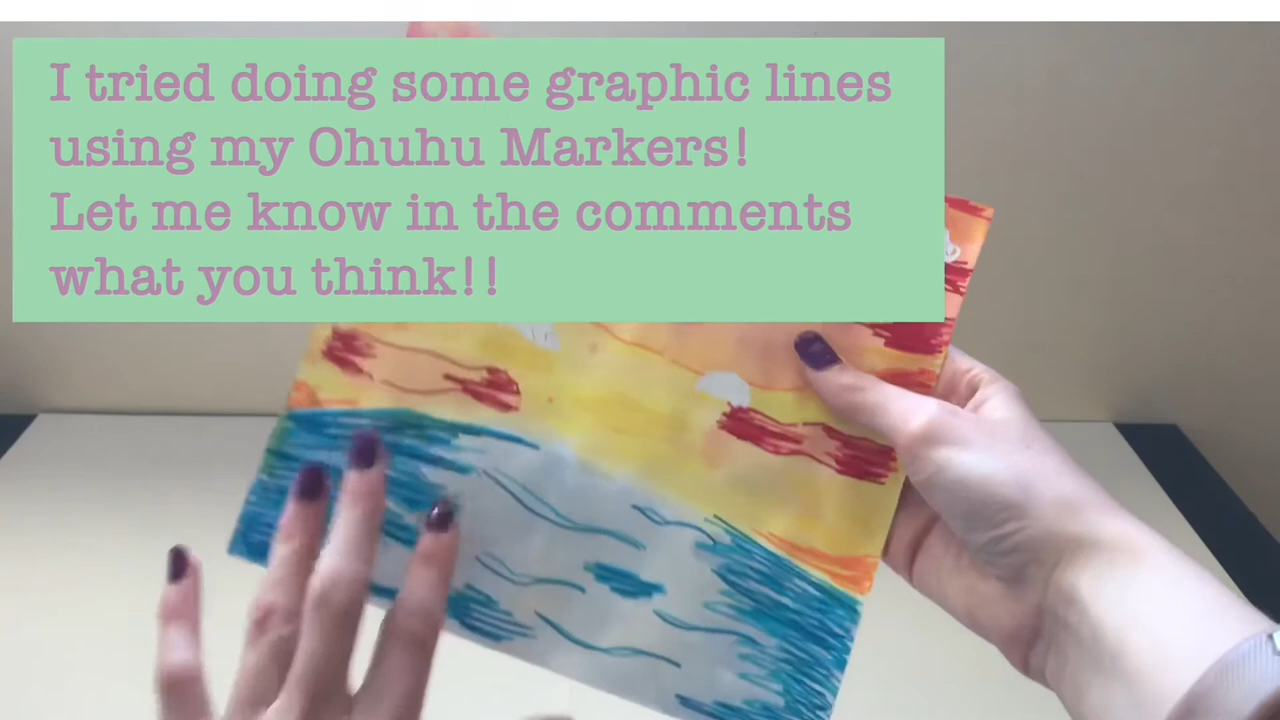 I tried doing some graphic lines
using my Ohuhu Markers!
Let me know in the comments
what you think!!